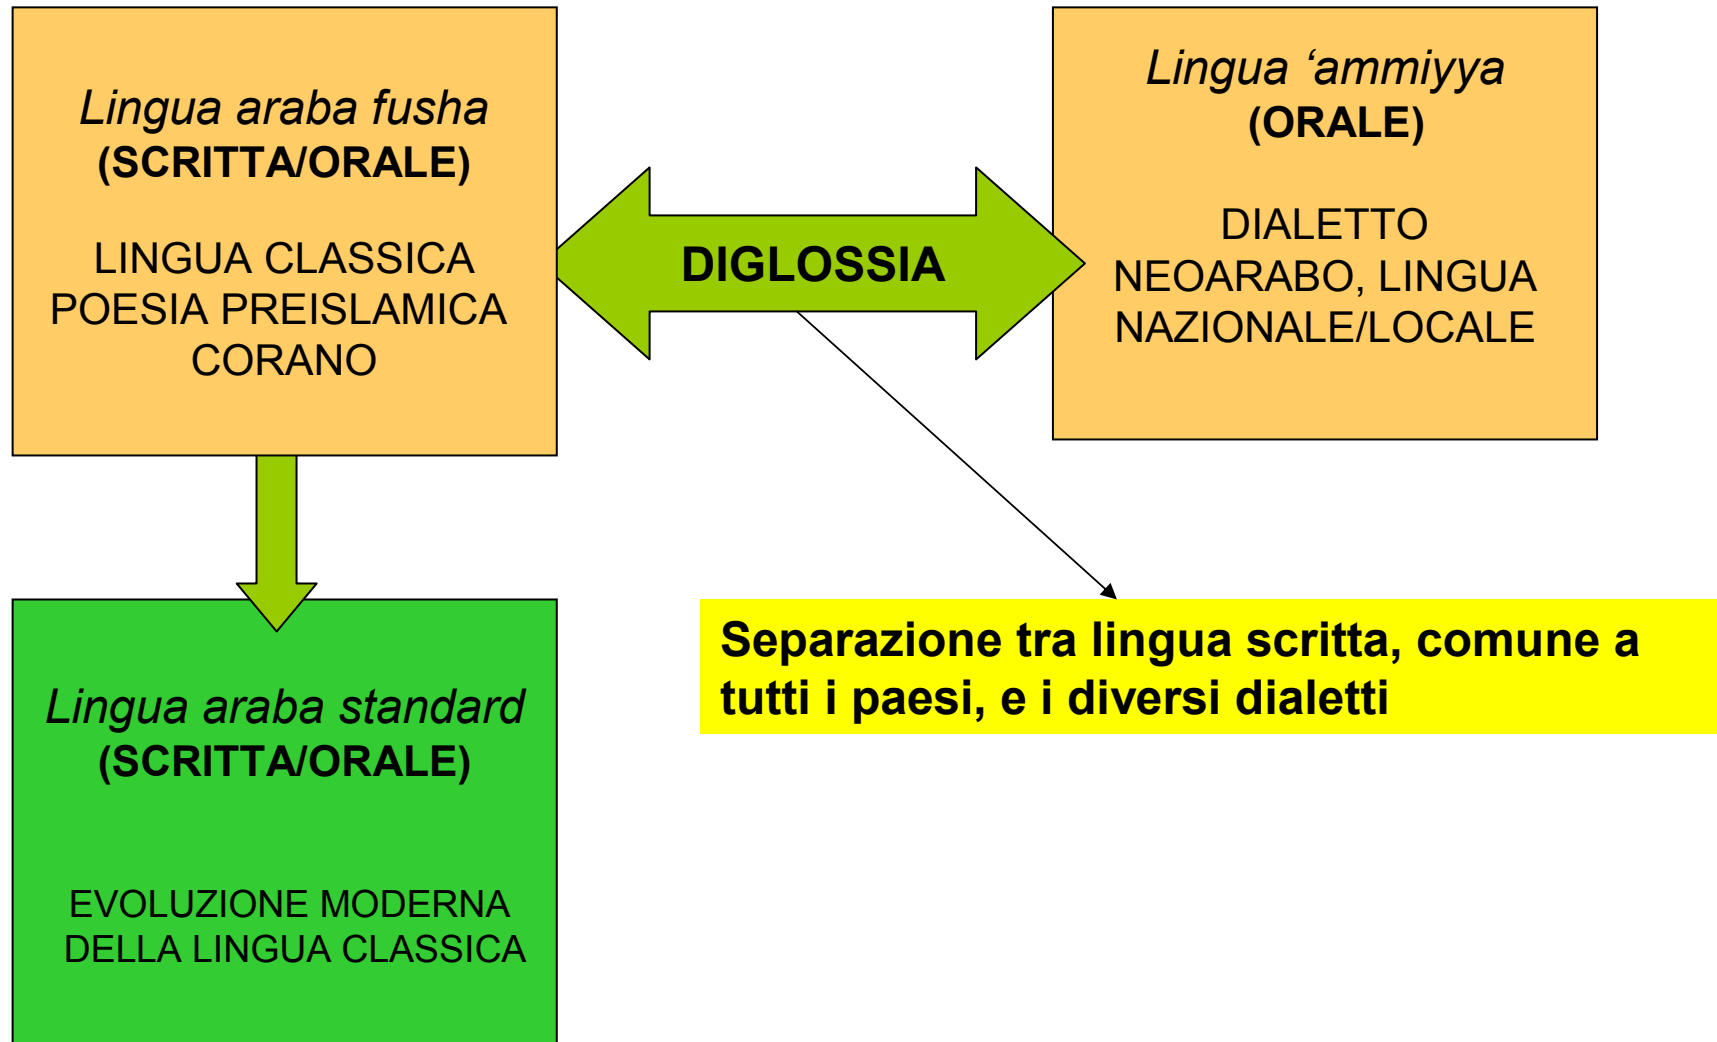 Lingua araba fusha
(SCRITTA/ORALE)
LINGUA CLASSICA
POESIA PREISLAMICA
CORANO
DIGLOSSIA
Lingua ‘ammiyya
(ORALE)
DIALETTO
NEOARABO, LINGUA
NAZIONALE/LOCALE
Lingua araba standard
(SCRITTA/ORALE)
EVOLUZIONE MODERNA
DELLA LINGUA CLASSICA
Separazione tra lingua scritta, comune a
tutti i paesi, e i diversi dialetti